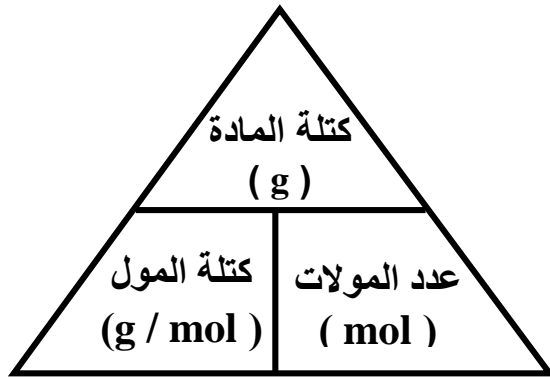 كتلة المادة
( g )
عدد المولات
( mol )
كتلة المول
(g / mol )